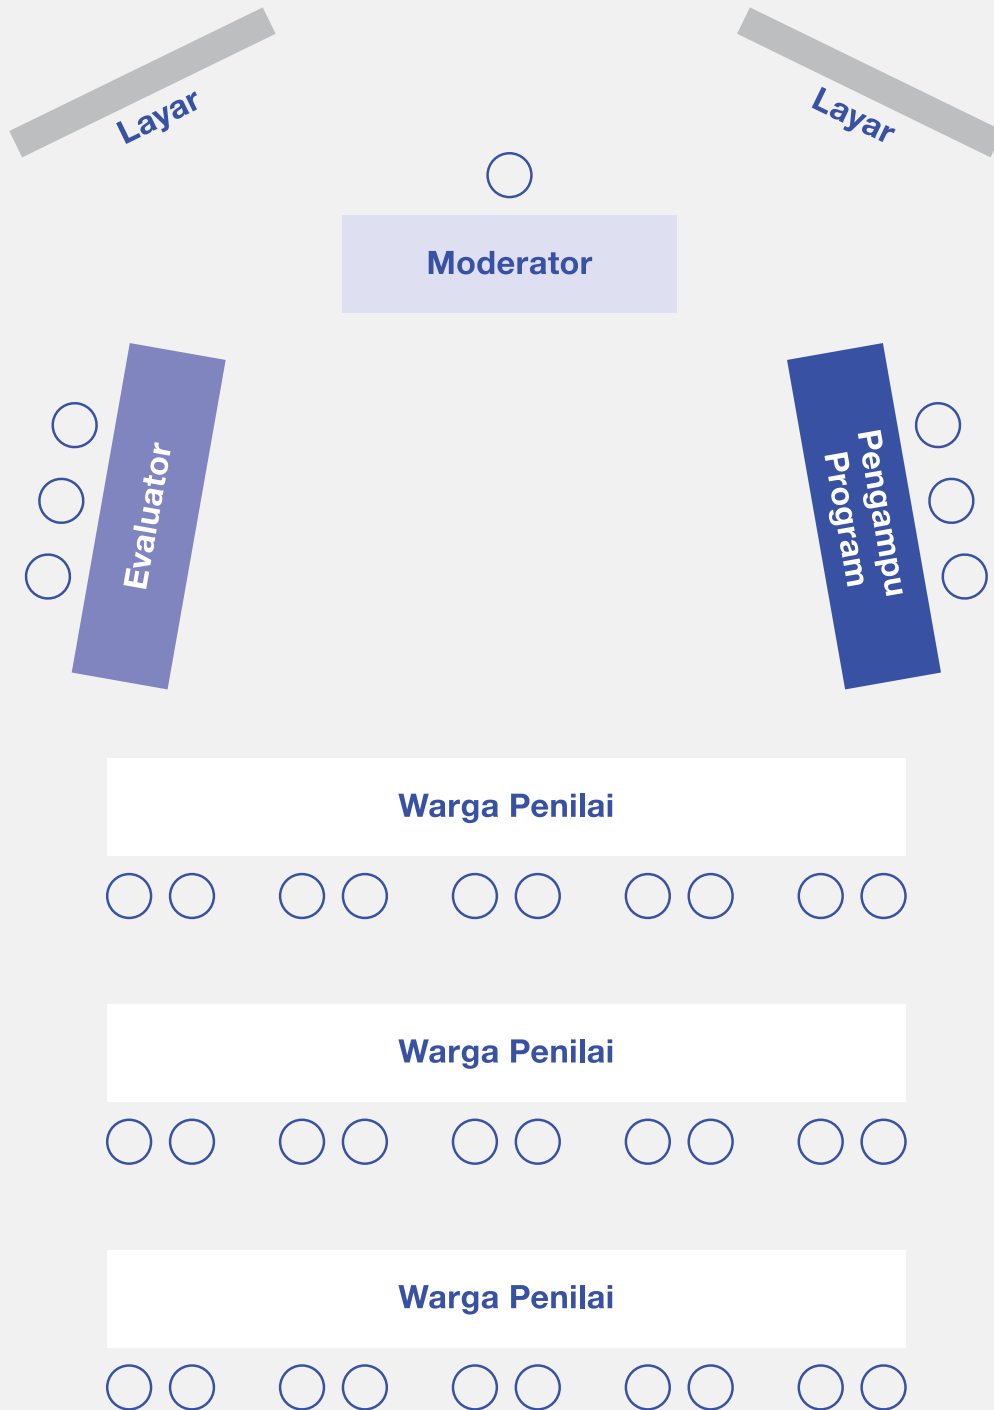 Layar
Layar
Moderator
Evaluator
Pengampu
Program
Warga Penilai
Warga Penilai
Warga Penilai